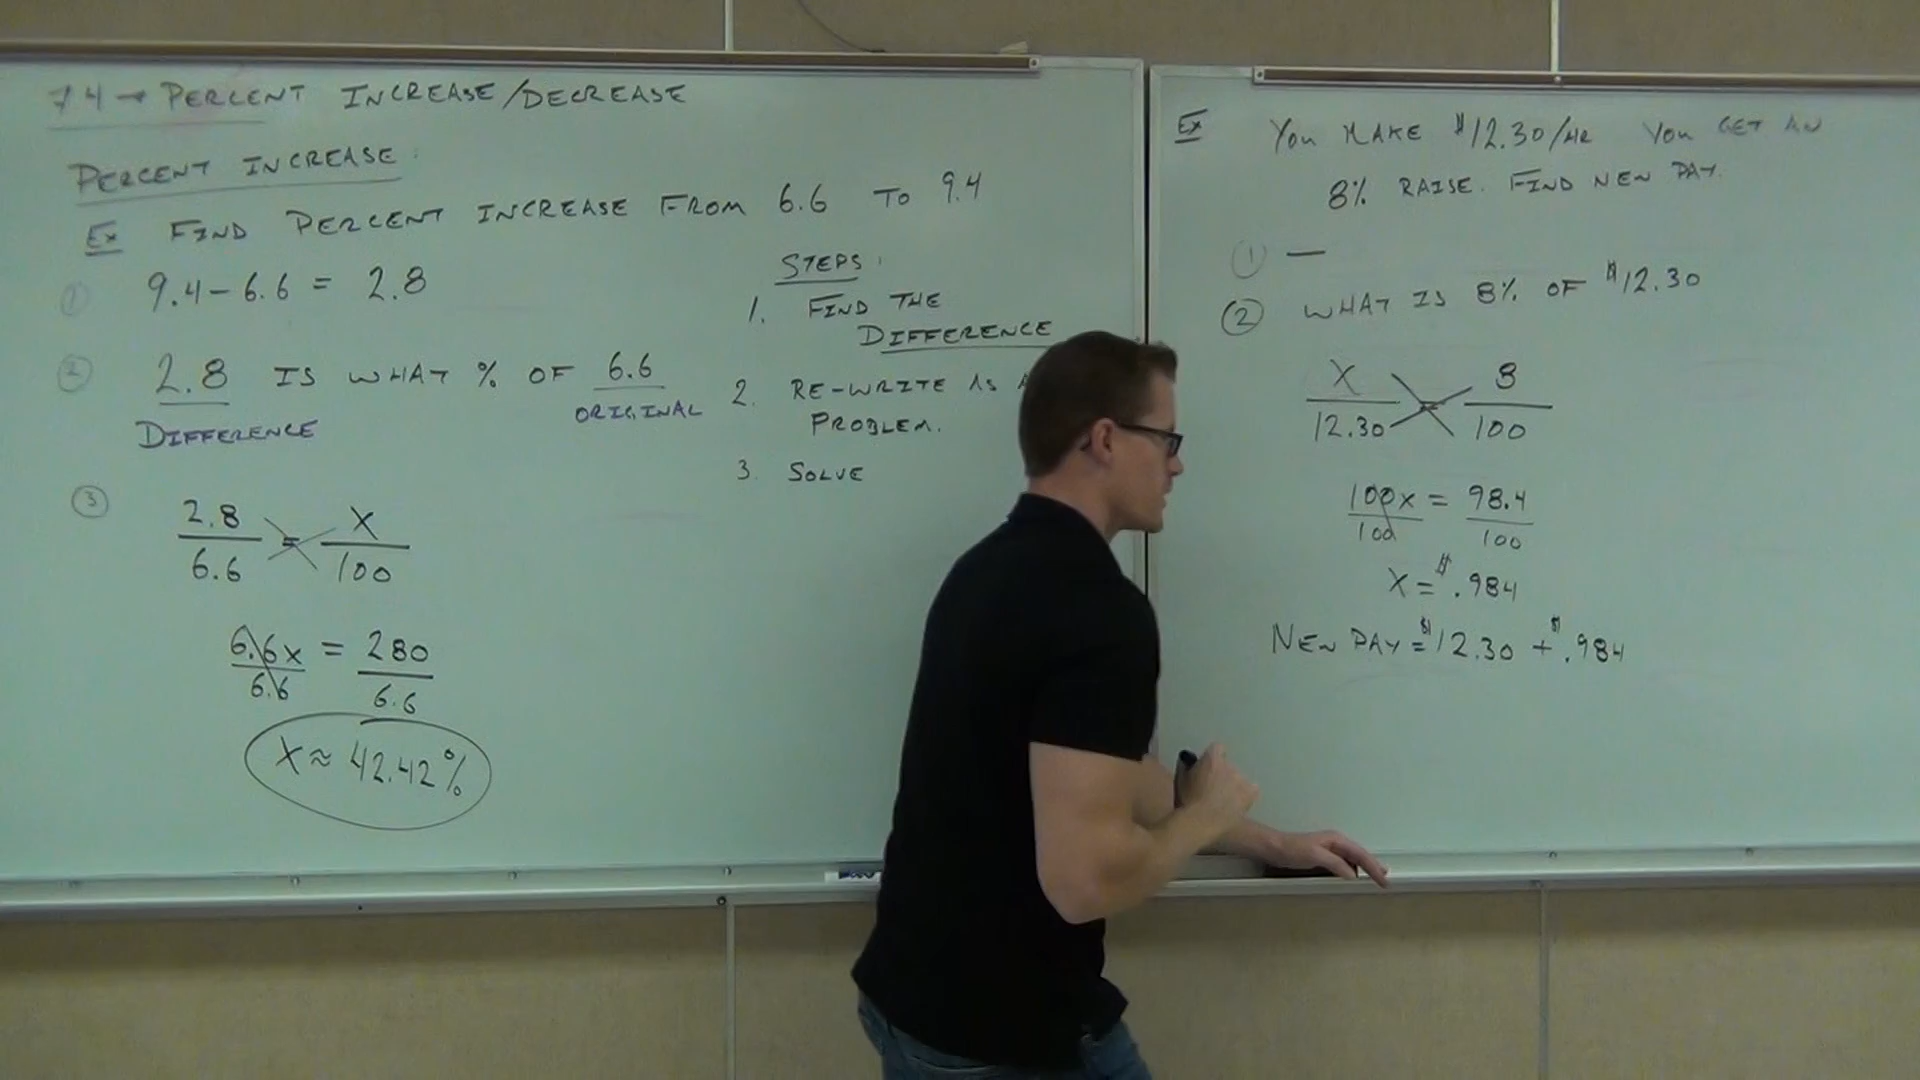 7.4 → PERCENT INCREASE/DECREASE
PERCENT INCREASE:
EX FIND PERCENT INCREASE FROM 6.6 TO 9.4
① 9.4 - 6.6 = 2.8
② 2.8 IS WHAT % OF 6.6
DIFFERENCE ORIGINAL
③ 2.8/6.6 = X/100
6.6x/6.6 = 280/6.6
X ≈ 42.42%
STEPS:
1. FIND THE
DIFFERENCE
2. RE-WRITE AS
PROBLEM.
3. SOLVE
EX YOU MAKE $12.30/HR YOU GET AN
8% RAISE. FIND NEW PAY.
① —
② WHAT IS 8% OF $12.30
X/12.30 = 8/100
100x/100 = 98.4/100
X = $.984
NEW PAY = $12.30 + $.984